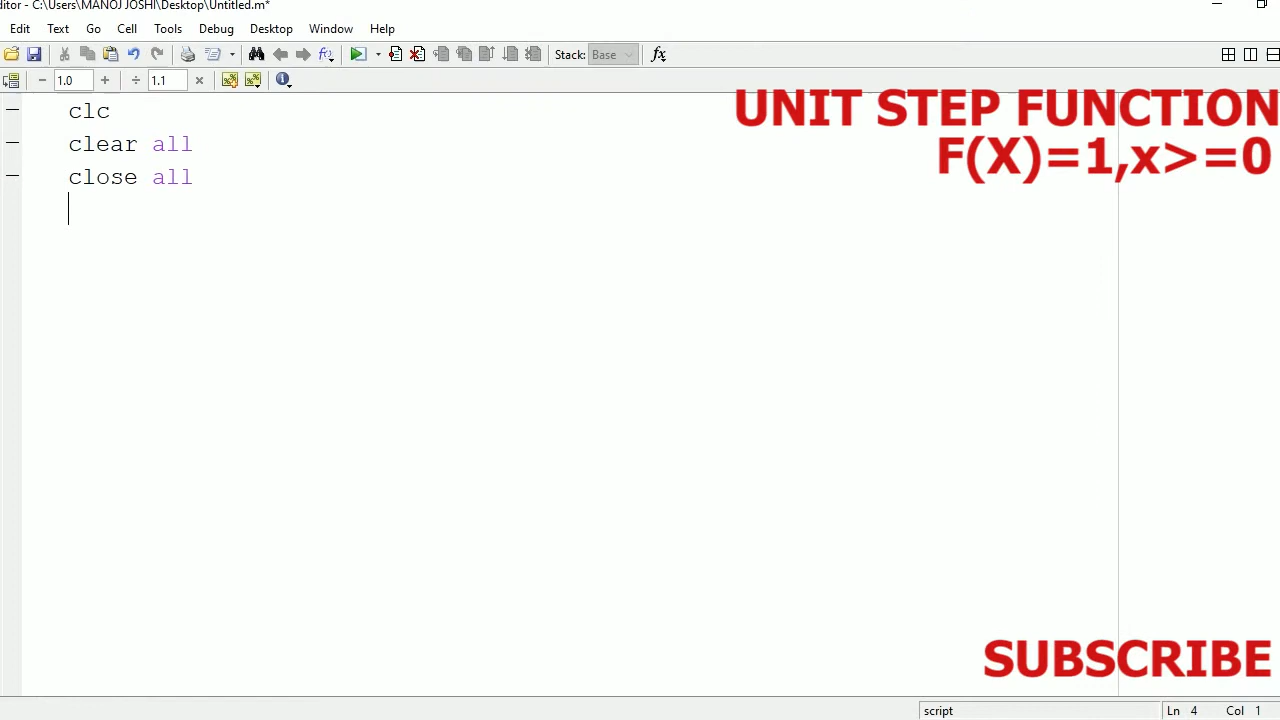 ditor - C:\Users\MANOJ JOSHI\Desktop\Untitled.m*
Edit Text Go Cell Tools Debug Desktop Window Help
Stack: Base fx
1.0 1.1
clc
clear all
close all
UNIT STEP FUNCTION
F(X)=1,x>=0
SUBSCRIBE
script Ln 4 Col 1